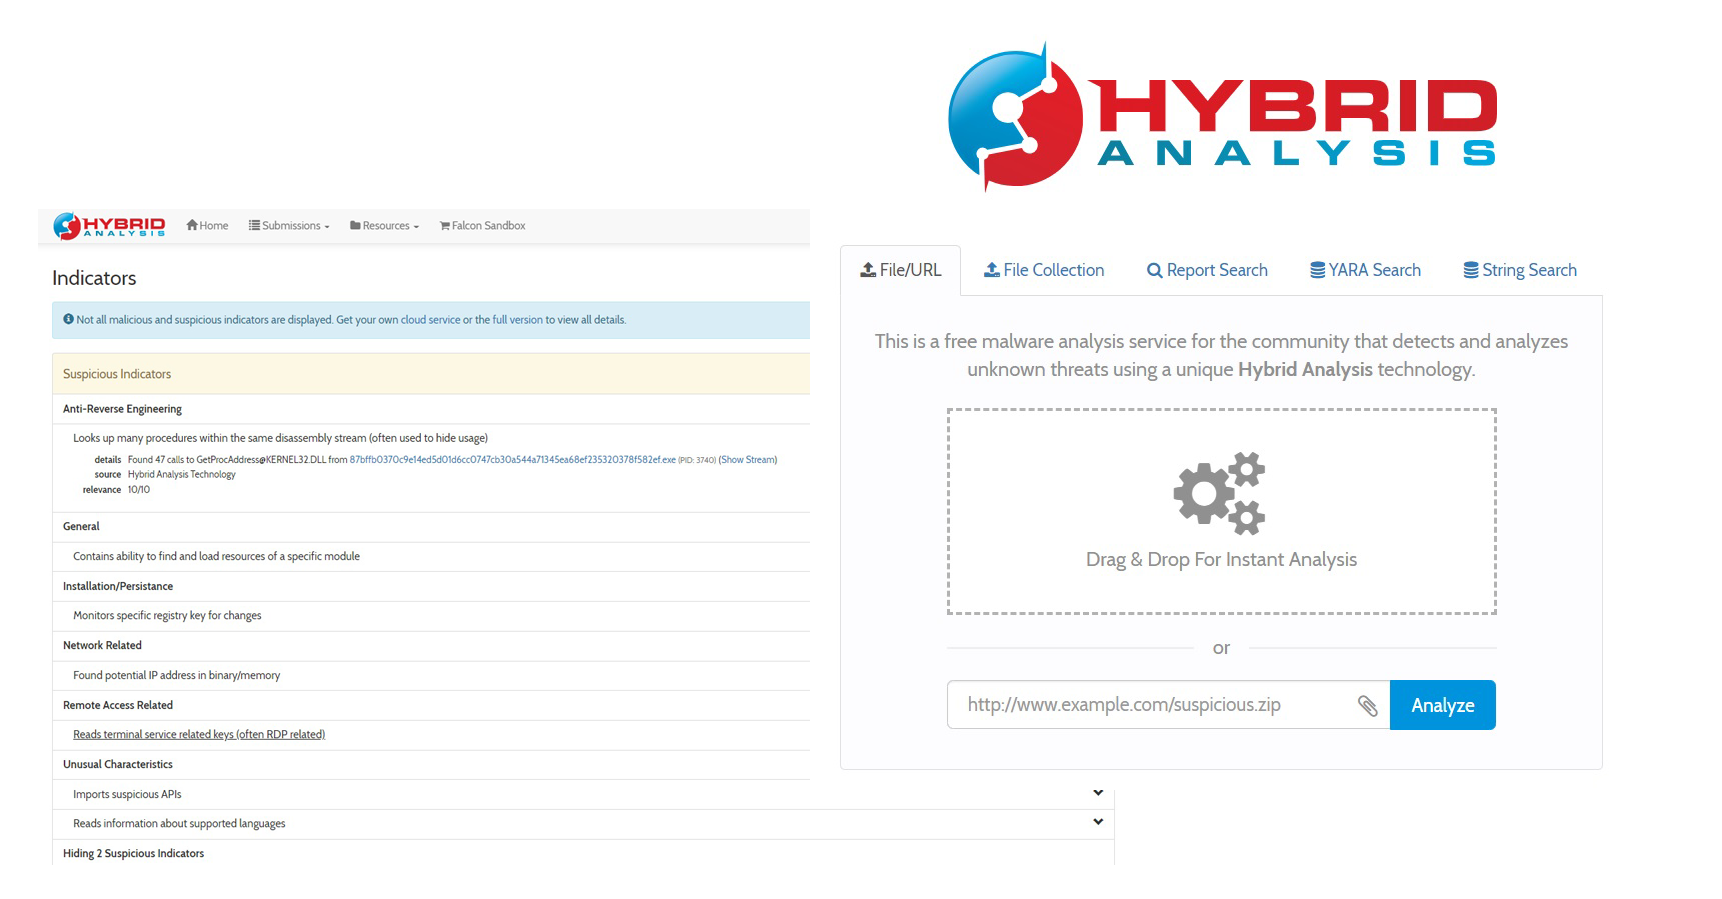 HYBRID
ANALYSIS
HYBRID
ANALYSIS
Home
Submissions
Resources
Falcon Sandbox
Indicators
Not all malicious and suspicious indicators are displayed. Get your own cloud service or the full version to view all details.
Suspicious Indicators
Anti-Reverse Engineering
Looks up many procedures within the same disassembly stream (often used to hide usage)
details Found 47 calls to GetProcAddress@KERNEL32.DLL from 87bffb0370c9e14ed5d01d6cc0747cb30a544a71345ea68ef235320378f582ef.exe (PID: 3740) (Show Stream)
source Hybrid Analysis Technology
relevance 10/10
General
Contains ability to find and load resources of a specific module
Installation/Persistance
Monitors specific registry key for changes
Network Related
Found potential IP address in binary/memory
Remote Access Related
Reads terminal service related keys (often RDP related)
Unusual Characteristics
Imports suspicious APIs
Reads information about supported languages
Hiding 2 Suspicious Indicators
File/URL
File Collection
Report Search
YARA Search
String Search
This is a free malware analysis service for the community that detects and analyzes
unknown threats using a unique Hybrid Analysis technology.
Drag & Drop For Instant Analysis
or
http://www.example.com/suspicious.zip
Analyze